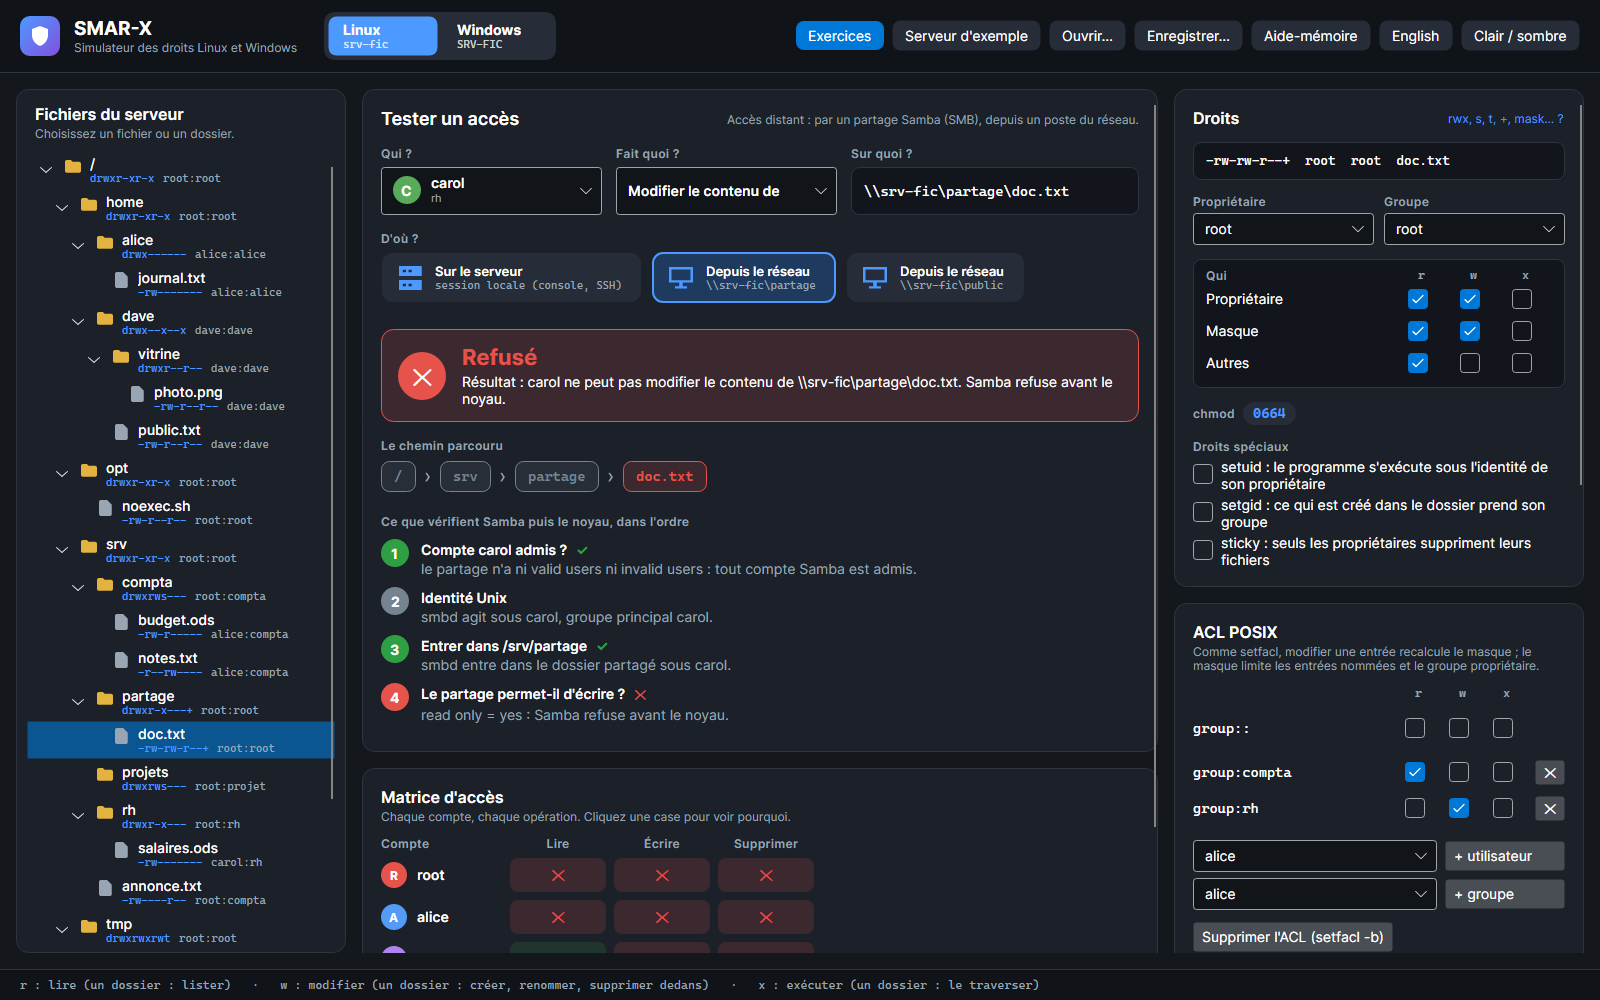 SMAR-X
Simulateur des droits Linux et Windows
Linux
srv-fic
Windows
SRV-FIC
Exercices
Serveur d'exemple
Ouvrir...
Enregistrer...
Aide-mémoire
English
Clair / sombre
Fichiers du serveur
Choisissez un fichier ou un dossier.
/
drwxr-xr-x root:root
home
drwxr-xr-x root:root
alice
drwx------ alice:alice
journal.txt
-rw------- alice:alice
dave
drwx--x--x dave:dave
vitrine
drwxr--r-- dave:dave
photo.png
-rw-r--r-- dave:dave
public.txt
-rw-r--r-- dave:dave
opt
drwxr-xr-x root:root
noexec.sh
-rw-r--r-- root:root
srv
drwxr-xr-x root:root
compta
drwxrws--- root:compta
budget.ods
-rw-r----- alice:compta
notes.txt
-r--rw---- alice:compta
partage
drwxr-x---+ root:root
doc.txt
-rw-rw-r--+ root:root
projets
drwxrws--- root:projet
rh
drwxr-x--- root:rh
salaires.ods
-rw------- carol:rh
annonce.txt
-rw----r-- root:compta
tmp
drwxrwxrwt root:root
Tester un accès
Accès distant : par un partage Samba (SMB), depuis un poste du réseau.
Qui ?
Fait quoi ?
Sur quoi ?
C
carol
rh
Modifier le contenu de
\\srv-fic\partage\doc.txt
D'où ?
Sur le serveur
session locale (console, SSH)
Depuis le réseau
\\srv-fic\partage
Depuis le réseau
\\srv-fic\public
Refusé
Résultat : carol ne peut pas modifier le contenu de \\srv-fic\partage\doc.txt. Samba refuse avant le
noyau.
Le chemin parcouru
/ › srv › partage › doc.txt
Ce que vérifient Samba puis le noyau, dans l'ordre
1 Compte carol admis ? ✓
le partage n'a ni valid users ni invalid users : tout compte Samba est admis.
2 Identité Unix
smbd agit sous carol, groupe principal carol.
3 Entrer dans /srv/partage ✓
smbd entre dans le dossier partagé sous carol.
4 Le partage permet-il d'écrire ? ✕
read only = yes : Samba refuse avant le noyau.
Matrice d'accès
Chaque compte, chaque opération. Cliquez une case pour voir pourquoi.
Compte Lire Écrire Supprimer
R root
A alice
Droits
rwx, s, t, +, mask... ?
-rw-rw-r--+ root root doc.txt
Propriétaire
Groupe
root
root
Qui r w x
Propriétaire
Masque
Autres
chmod 0664
Droits spéciaux
setuid : le programme s'exécute sous l'identité de
son propriétaire
setgid : ce qui est créé dans le dossier prend son
groupe
sticky : seuls les propriétaires suppriment leurs
fichiers
ACL POSIX
Comme setfacl, modifier une entrée recalcule le masque ; le
masque limite les entrées nommées et le groupe propriétaire.
r w x
group::
group:compta
group:rh
alice
+ utilisateur
alice
+ groupe
Supprimer l'ACL (setfacl -b)
r : lire (un dossier : lister) · w : modifier (un dossier : créer, renommer, supprimer dedans) · x : exécuter (un dossier : le traverser)